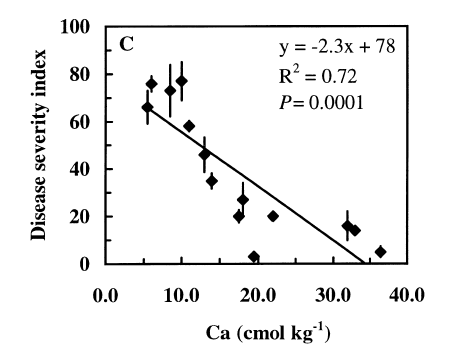 C
y = -2.3x + 78
R² = 0.72
P= 0.0001
Disease severity index
100
80
60
40
20
0
0.0 10.0 20.0 30.0 40.0
Ca (cmol kg⁻¹)